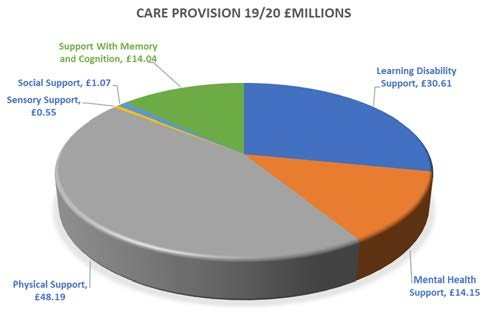 CARE PROVISION 19/20 £MILLIONS
Support With Memory
and Cognition, £14.04
Learning Disability
Support, £30.61
Social Support, £1.07
Sensory Support,
£0.55
Physical Support,
£48.19
Mental Health
Support, £14.15